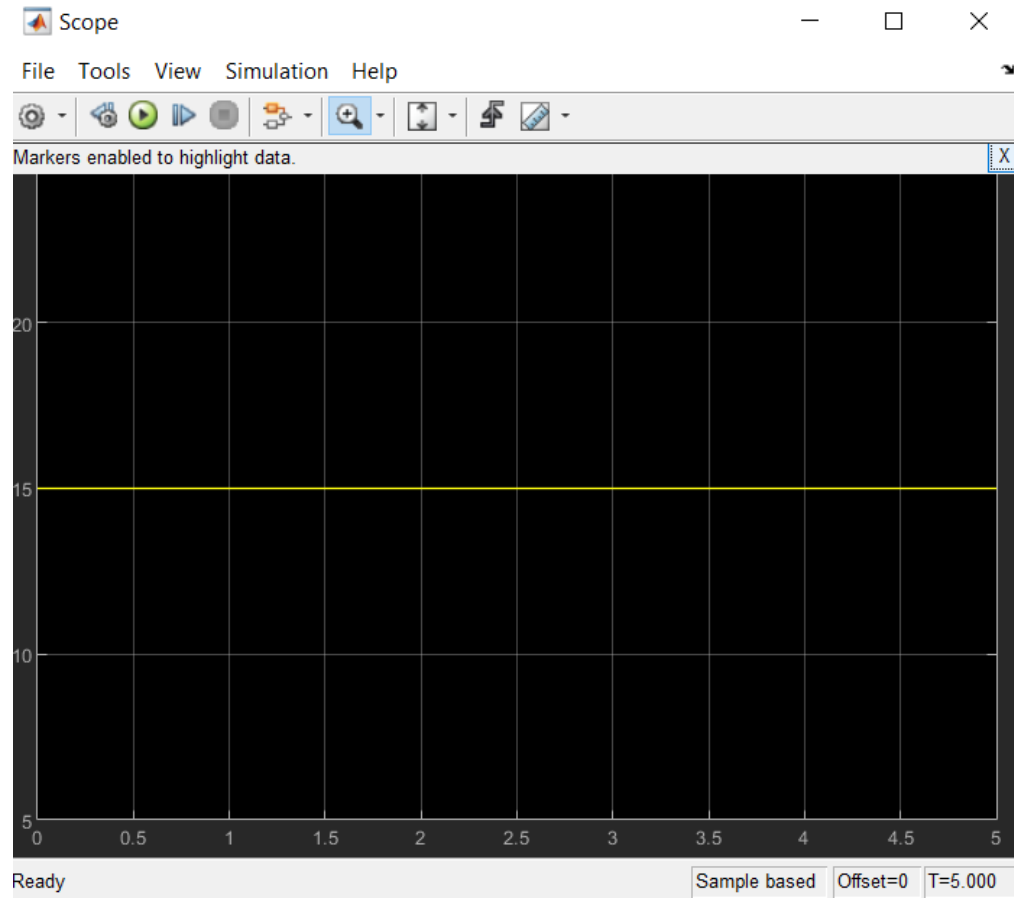 Scope
File Tools View Simulation Help
Markers enabled to highlight data.
X
20
15
10
5
0 0.5 1 1.5 2 2.5 3 3.5 4 4.5 5
Ready Sample based Offset=0 T=5.000